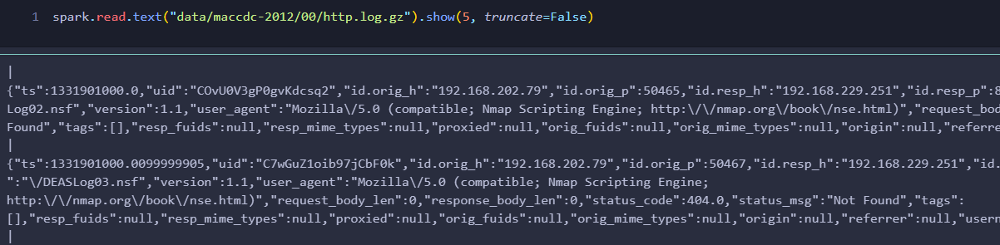 1 spark.read.text("data/maccdc-2012/00/http.log.gz").show(5, truncate=False)
|
{"ts":1331901000.0,"uid":"COvU0V3gP0gvKdcsq2","id.orig_h":"192.168.202.79","id.orig_p":50465,"id.resp_h":"192.168.229.251","id.resp_p":8
Log02.nsf","version":1.1,"user_agent":"Mozilla\/5.0 (compatible; Nmap Scripting Engine; http:\/\/nmap.org\/book\/nse.html)","request_bod
Found","tags":[],"resp_fuids":null,"resp_mime_types":null,"proxied":null,"orig_fuids":null,"orig_mime_types":null,"origin":null,"referre
|
{"ts":1331901000.0099999905,"uid":"C7wGuZ1oib97jCbF0k","id.orig_h":"192.168.202.79","id.orig_p":50467,"id.resp_h":"192.168.229.251","id.
":"\/DEASLog03.nsf","version":1.1,"user_agent":"Mozilla\/5.0 (compatible; Nmap Scripting Engine;
http:\/\/nmap.org\/book\/nse.html)","request_body_len":0,"response_body_len":0,"status_code":404.0,"status_msg":"Not Found","tags":
[],"resp_fuids":null,"resp_mime_types":null,"proxied":null,"orig_fuids":null,"orig_mime_types":null,"origin":null,"referrer":null,"usern
|